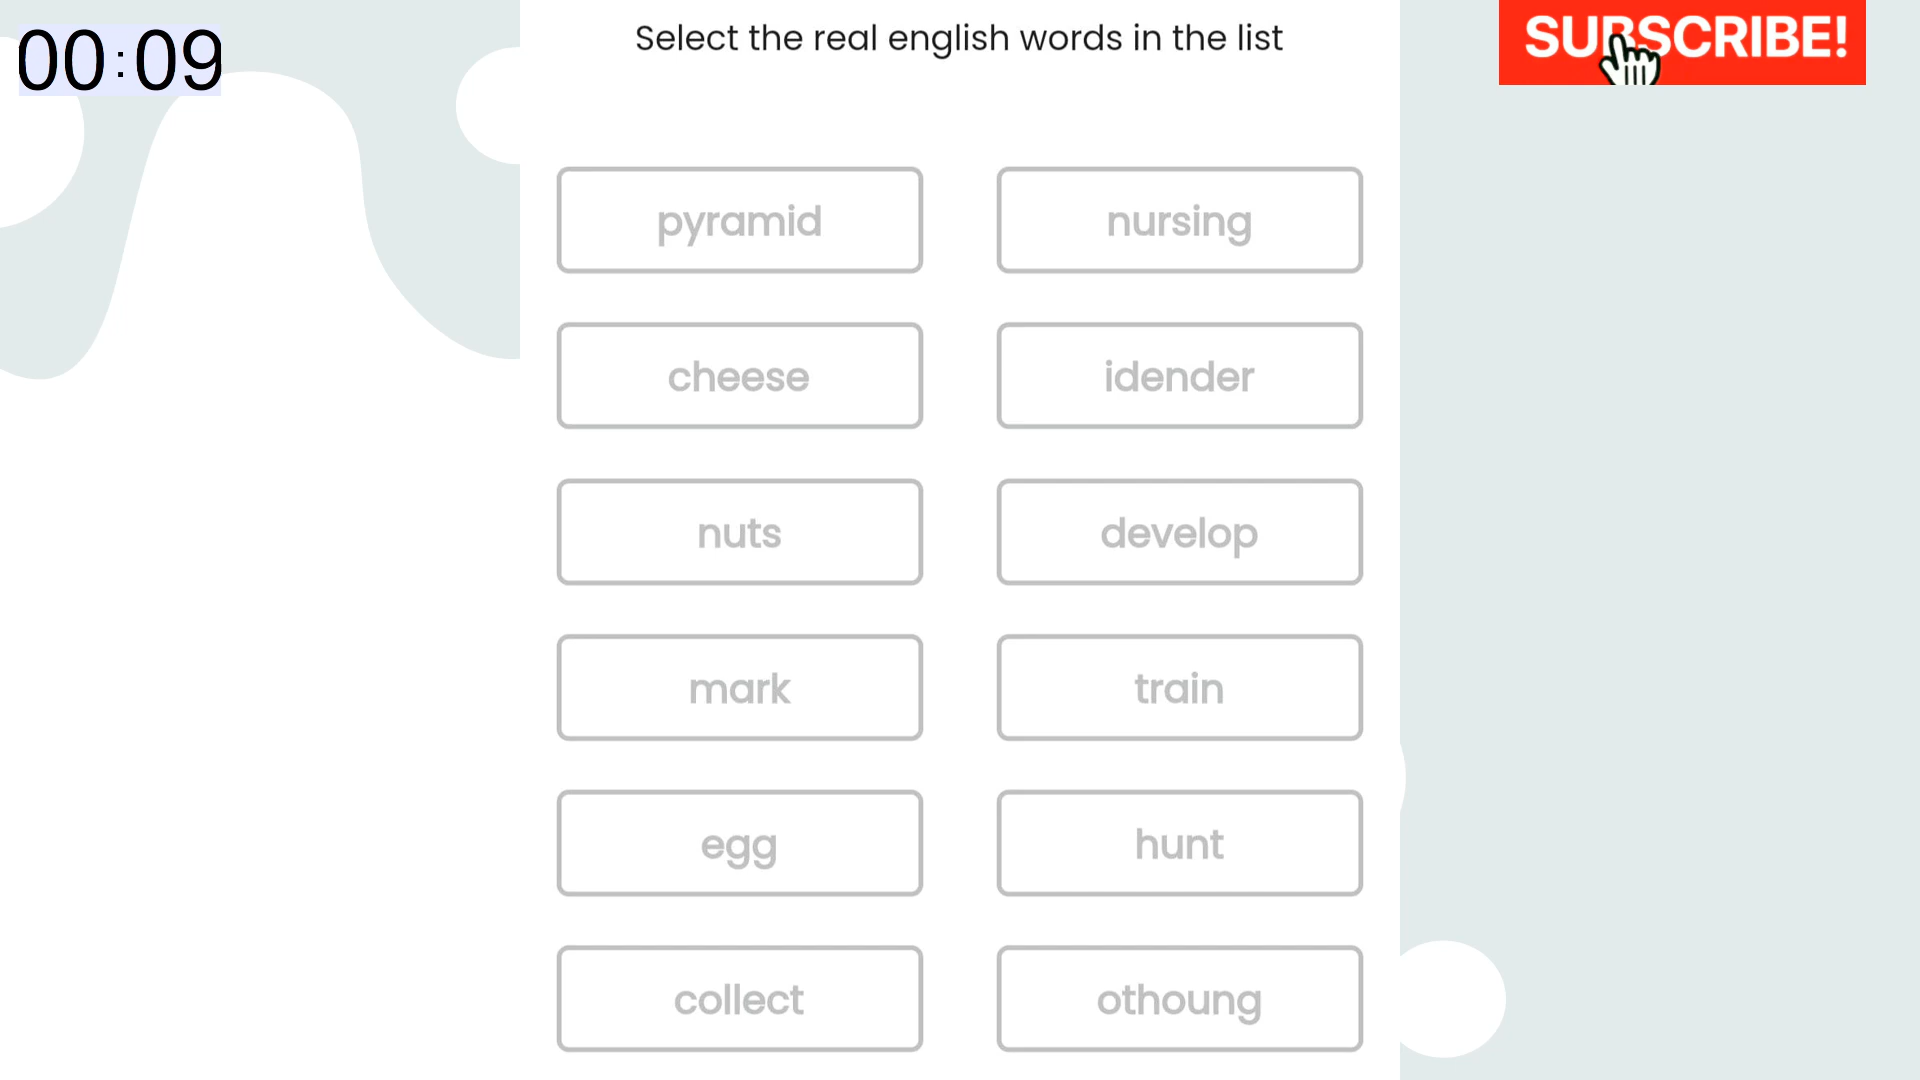 00:09
Select the real english words in the list
SUBSCRIBE!
pyramid
nursing
cheese
idender
nuts
develop
mark
train
egg
hunt
collect
othoung